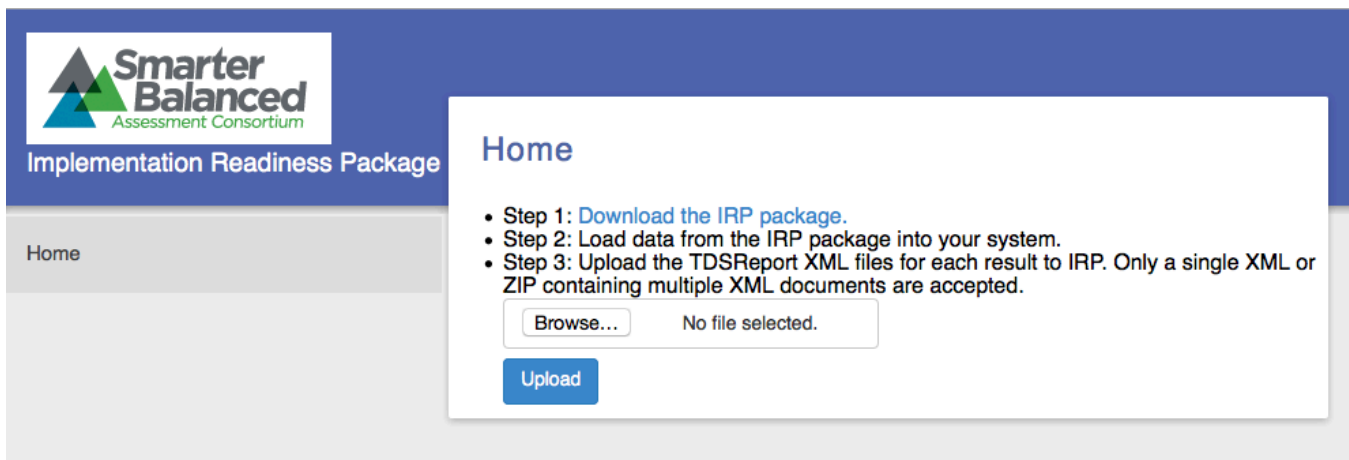 Smarter
Balanced
Assessment Consortium
Implementation Readiness Package
Home
Home
• Step 1: Download the IRP package.
• Step 2: Load data from the IRP package into your system.
• Step 3: Upload the TDSReport XML files for each result to IRP. Only a single XML or
ZIP containing multiple XML documents are accepted.
Browse... No file selected.
Upload